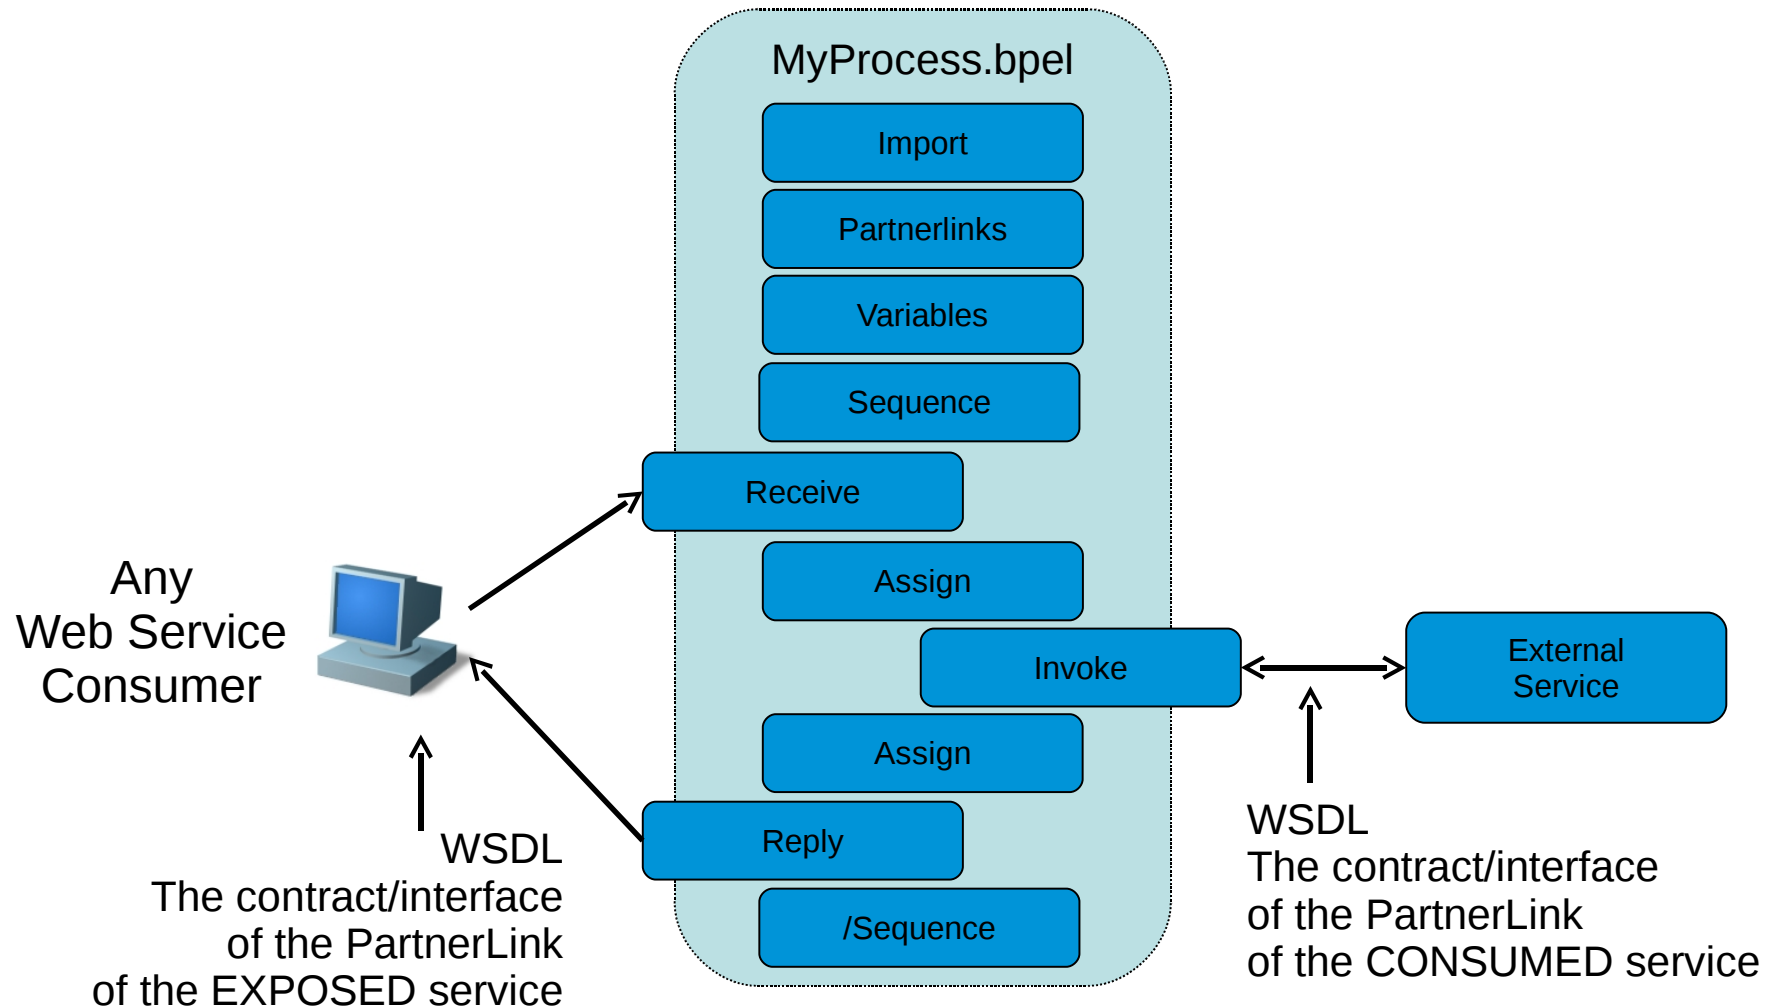 MyProcess.bpel
Import
Partnerlinks
Variables
Sequence
Receive
Assign
Invoke
Assign
Reply
/Sequence
Any
Web Service
Consumer
WSDL
The contract/interface
of the PartnerLink
of the EXPOSED service
External
Service
WSDL
The contract/interface
of the PartnerLink
of the CONSUMED service